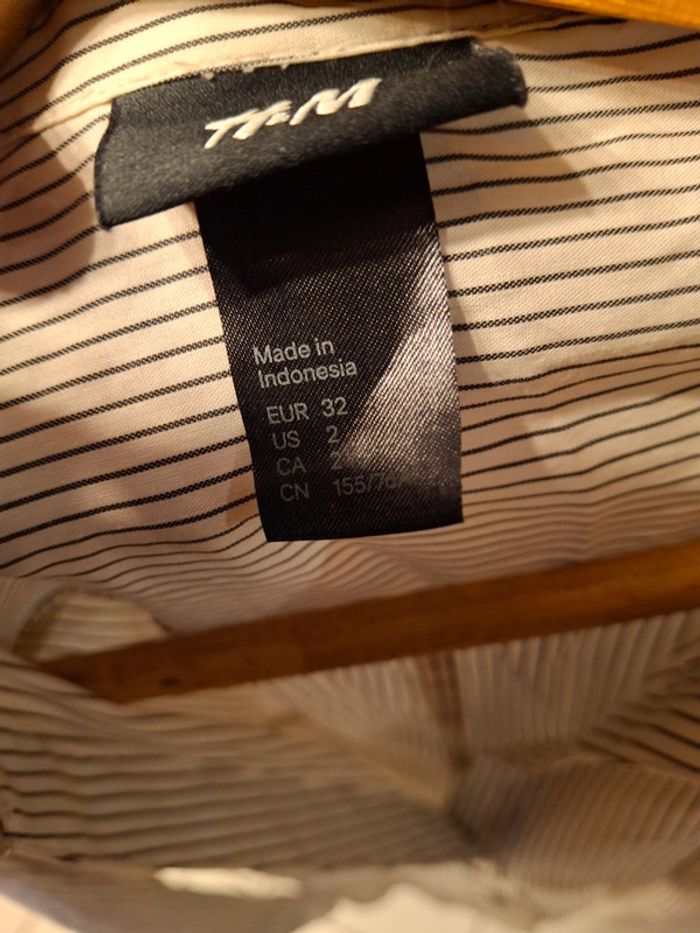 H&M
Made in
Indonesia
EUR 32
US 2
CA 2
CN